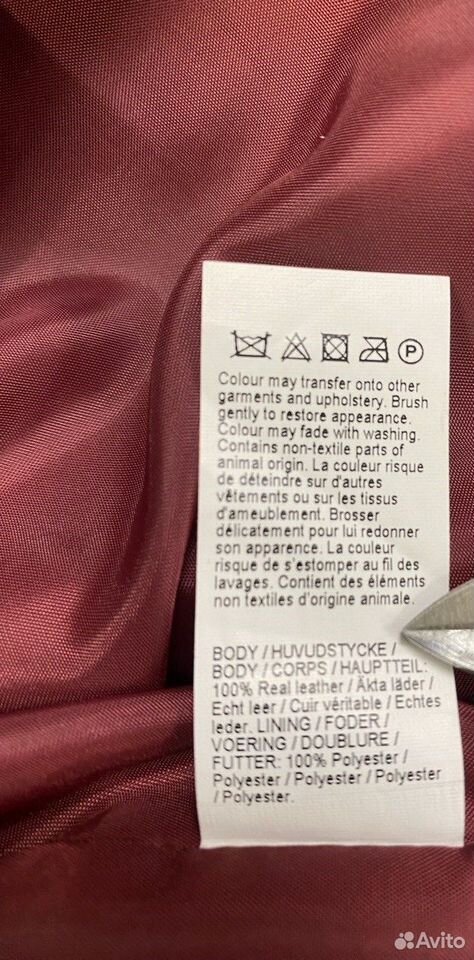 P
Colour may transfer onto other
garments and upholstery. Brush
gently to restore appearance.
Colour may fade with washing.
Contains non-textile parts of
animal origin. La couleur risque
de déteindre sur d'autres
vêtements ou sur les tissus
d'ameublement. Brosser
délicatement pour lui redonner
son apparence. La couleur
risque de s'estomper au fil des
lavages. Contient des éléments
non textiles d'origine animale.
BODY / HUVUDSTYCKE /
BODY / CORPS / HAUPTTEIL:
100% Real leather / Äkta läder /
Echt leer / Cuir véritable / Echtes
leder. LINING / FODER /
VOERING / DOUBLURE /
FUTTER: 100% Polyester /
Polyester / Polyester / Polyester
/ Polyester.
Avito